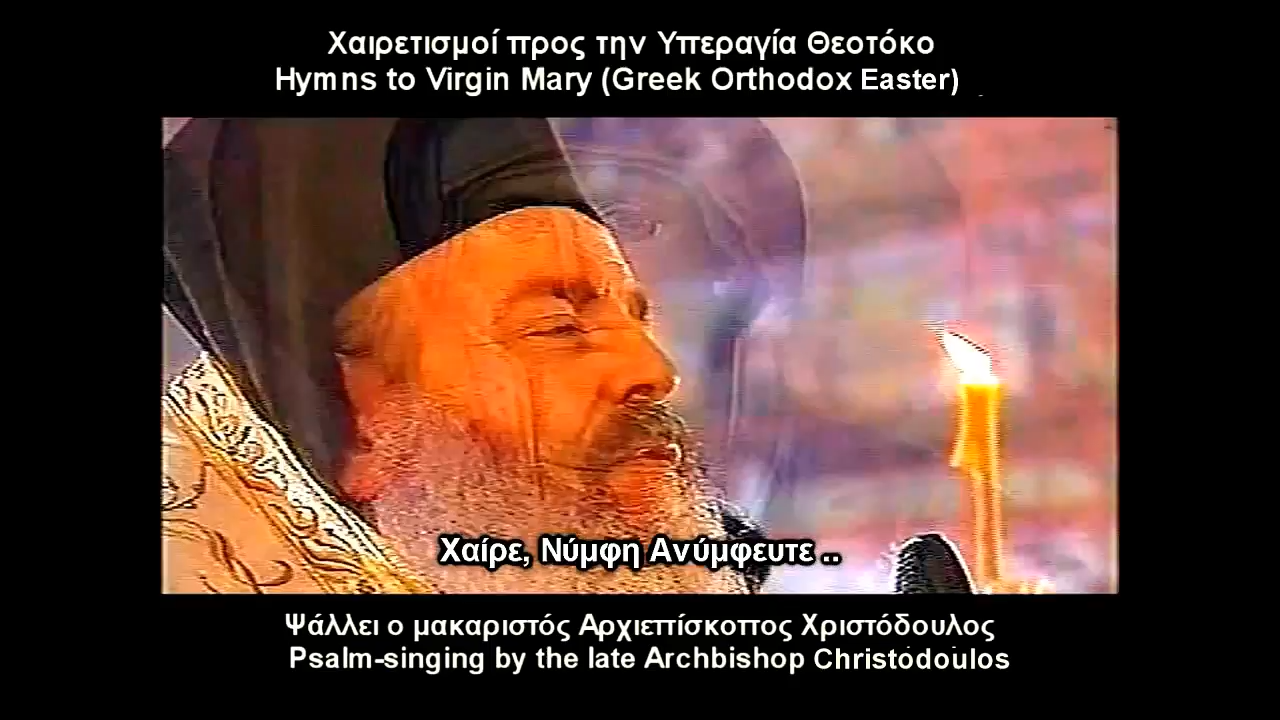 Χαιρετισμοί προς την Υπεραγία Θεοτόκο
Hymns to Virgin Mary (Greek Orthodox Easter)
Χαίρε, Νύμφη Ανύμφευτε ..
Ψάλλει ο μακαριστός Αρχιεπίσκοπος Χριστόδουλος
Psalm-singing by the late Archbishop Christodoulos